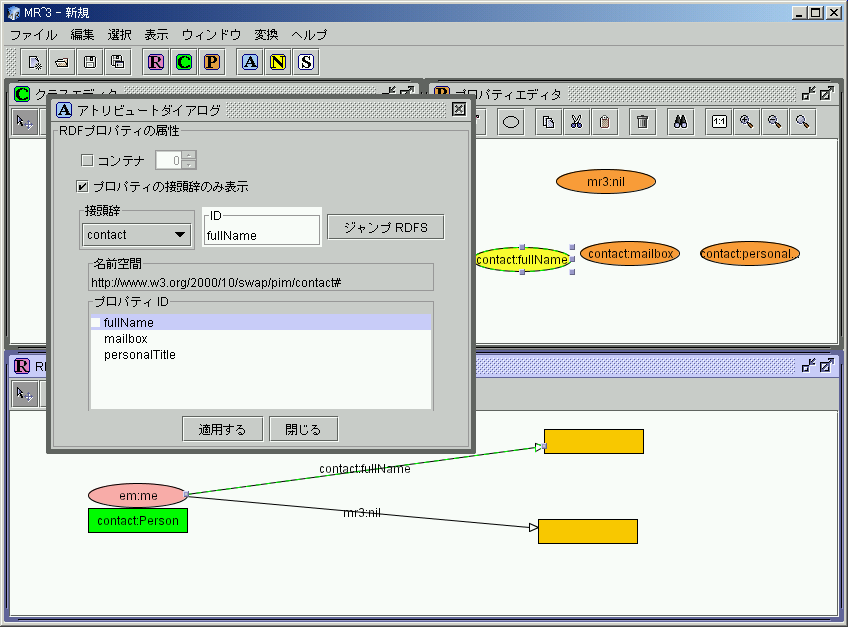 MR^3 - 新規
ファイル 編集 選択 表示 ウィンドウ 変換 ヘルプ
R C P A N S
C クラスエディタ
P プロパティエディタ
A アトリビュートダイアログ
RDFプロパティの属性
コンテナ 0
プロパティの接頭辞のみ表示
接頭辞
contact
ID
fullName
ジャンプ RDFS
名前空間
http://www.w3.org/2000/10/swap/pim/contact#
プロパティ ID
fullName
mailbox
personalTitle
適用する
閉じる
1:1
mr3:nil
contact:fullName
contact:mailbox
contact:personal...
R
contact:fullName
em:me
contact:Person
mr3:nil